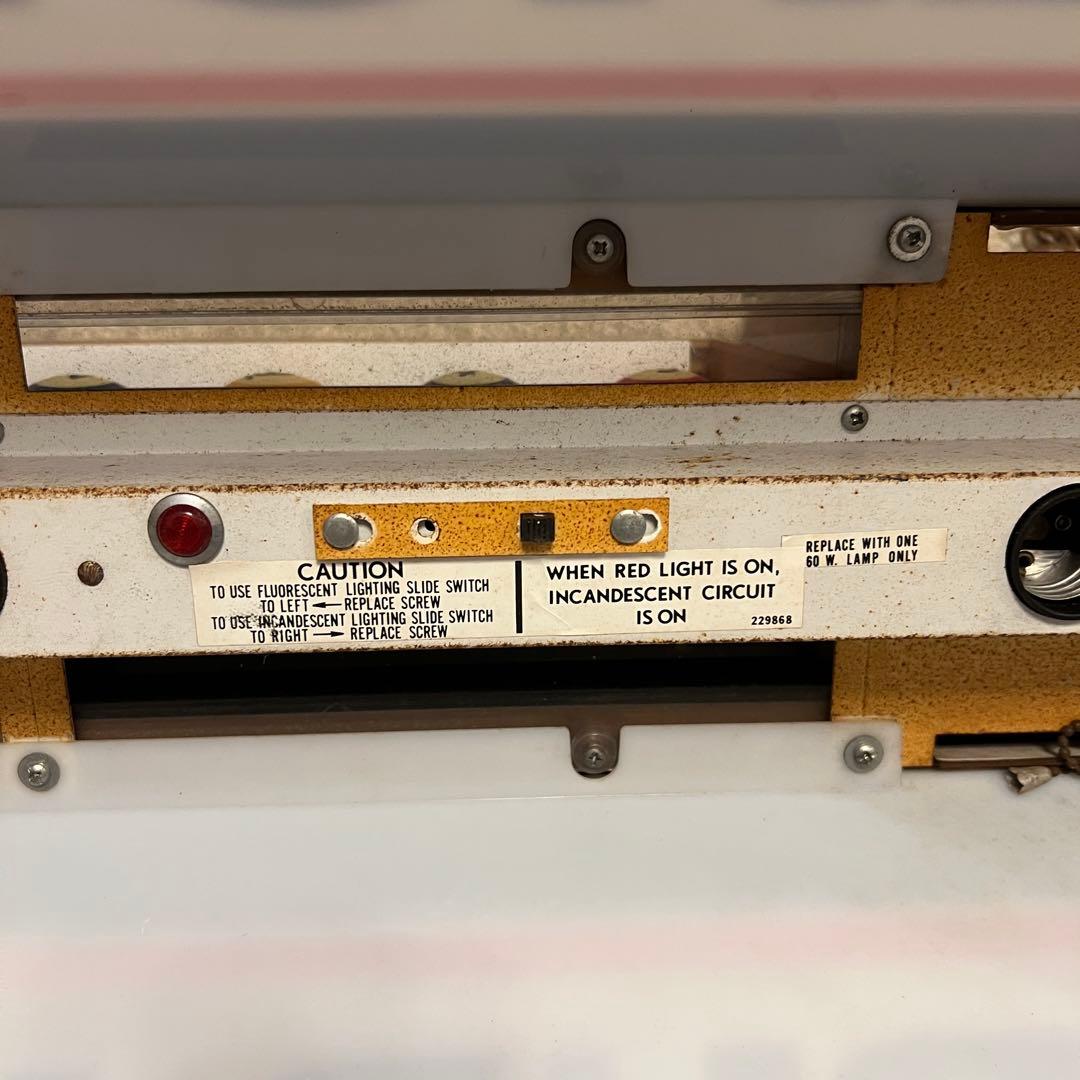 CAUTION
TO USE FLUORESCENT LIGHTING SLIDE SWITCH
TO LEFT ← REPLACE SCREW
TO USE INCANDESCENT LIGHTING SLIDE SWITCH
TO RIGHT → REPLACE SCREW
WHEN RED LIGHT IS ON,
INCANDESCENT CIRCUIT
IS ON
229868
REPLACE WITH ONE
60 W. LAMP ONLY